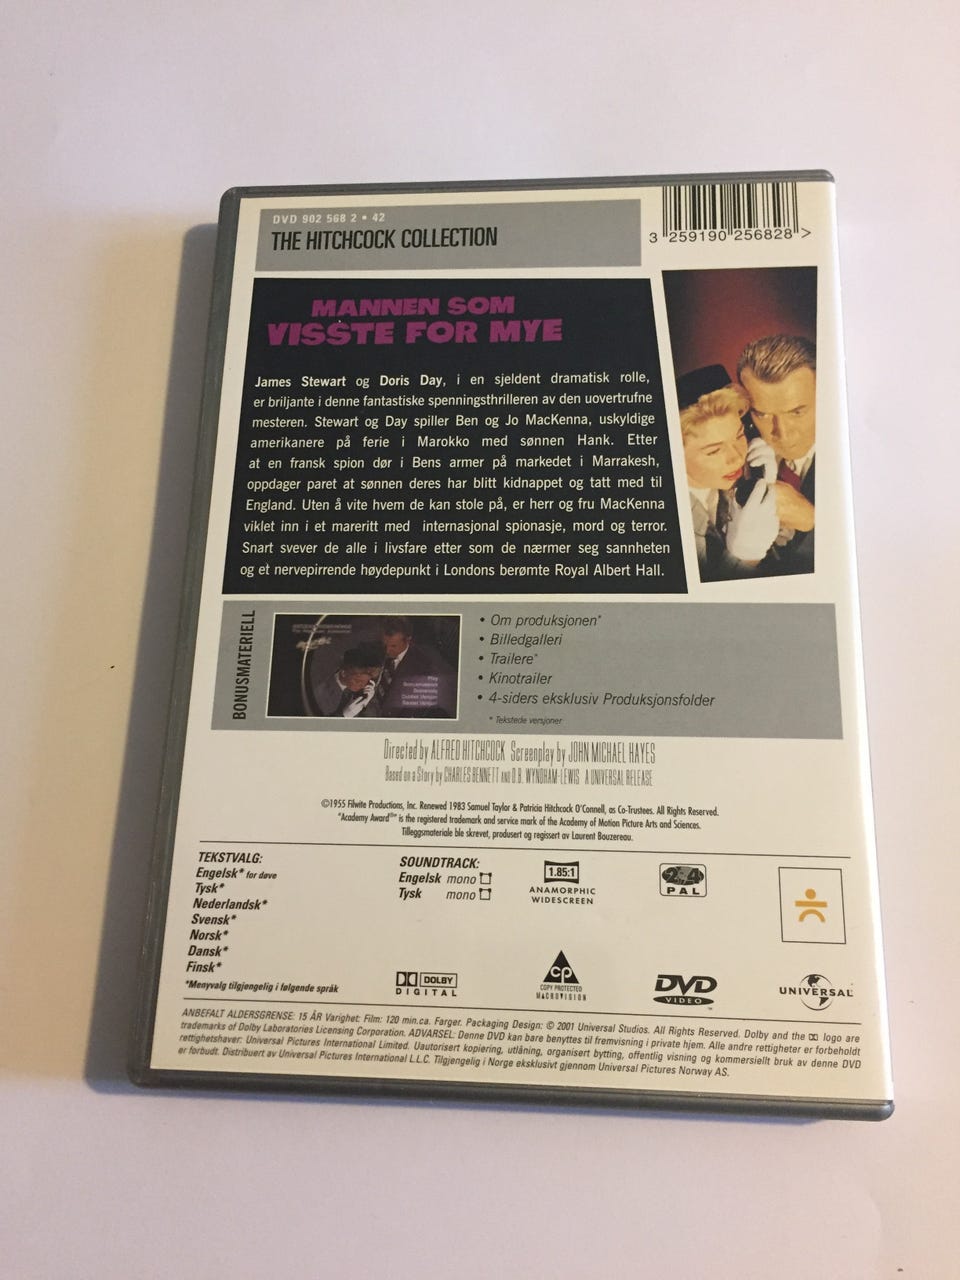 DVD 902 568 2 • 42
THE HITCHCOCK COLLECTION
3 259190 256828 >
MANNEN SOM
VISSTE FOR MYE
James Stewart og Doris Day, i en sjeldent dramatisk rolle,
er briljante i denne fantastiske spenningsthrilleren av den uovertrufne
mesteren. Stewart og Day spiller Ben og Jo MacKenna, uskyldige
amerikanere på ferie i Marokko med sønnen Hank. Etter
at en fransk spion dør i Bens armer på markedet i Marrakesh,
oppdager paret at sønnen deres har blitt kidnappet og tatt med til
England. Uten å vite hvem de kan stole på, er herr og fru MacKenna
viklet inn i et mareritt med internasjonal spionasje, mord og terror.
Snart svever de alle i livsfare etter som de nærmer seg sannheten
og et nervepirrende høydepunkt i Londons berømte Royal Albert Hall.
BONUSMATERIELL
Play
Bonusmateriell
• Om produksjonen*
• Billedgalleri
• Trailere*
• Kinotrailer
• 4-siders eksklusiv Produksjonsfolder
* Tekstede versjoner
Directed by ALFRED HITCHCOCK Screenplay by JOHN MICHAEL HAYES
Based on a Story by CHARLES BENNETT AND D.B. WYNDHAM-LEWIS A UNIVERSAL RELEASE
©1955 Filwite Productions, Inc. Renewed 1983 Samuel Taylor & Patricia Hitchcock O'Connell, as Co-Trustees. All Rights Reserved.
"Academy Award®" is the registered trademark and service mark of the Academy of Motion Picture Arts and Sciences.
Tilleggsmateriale ble skrevet, produsert og regissert av Laurent Bouzereau.
TEKSTVALG:
Engelsk* for døve
Tysk*
Nederlandsk*
Svensk*
Norsk*
Dansk*
Finsk*
*Menyvalg tilgjengelig i følgende språk
SOUNDTRACK:
Engelsk mono
Tysk mono
1.85:1
ANAMORPHIC
WIDESCREEN
2 4
PAL
DOLBY
DIGITAL
cp
COPY PROTECTED
MACROVISION
DVD
VIDEO
UNIVERSAL
ANBEFALT ALDERSGRENSE: 15 ÅR Varighet: Film: 120 min.ca. Farger. Packaging Design: © 2001 Universal Studios. All Rights Reserved. Dolby and the logo are
trademarks of Dolby Laboratories Licensing Corporation. ADVARSEL: Denne DVD kan bare benyttes til fremvisning i private hjem. Alle andre rettigheter er forbeholdt
rettighetshaver: Universal Pictures International Limited. Uautorisert kopiering, utlåning, organisert bytting, offentlig visning og kommersiellt bruk av denne DVD
er forbudt. Distribuert av Universal Pictures International L.L.C. Tilgjengelig i Norge eksklusivt gjennom Universal Pictures Norway AS.